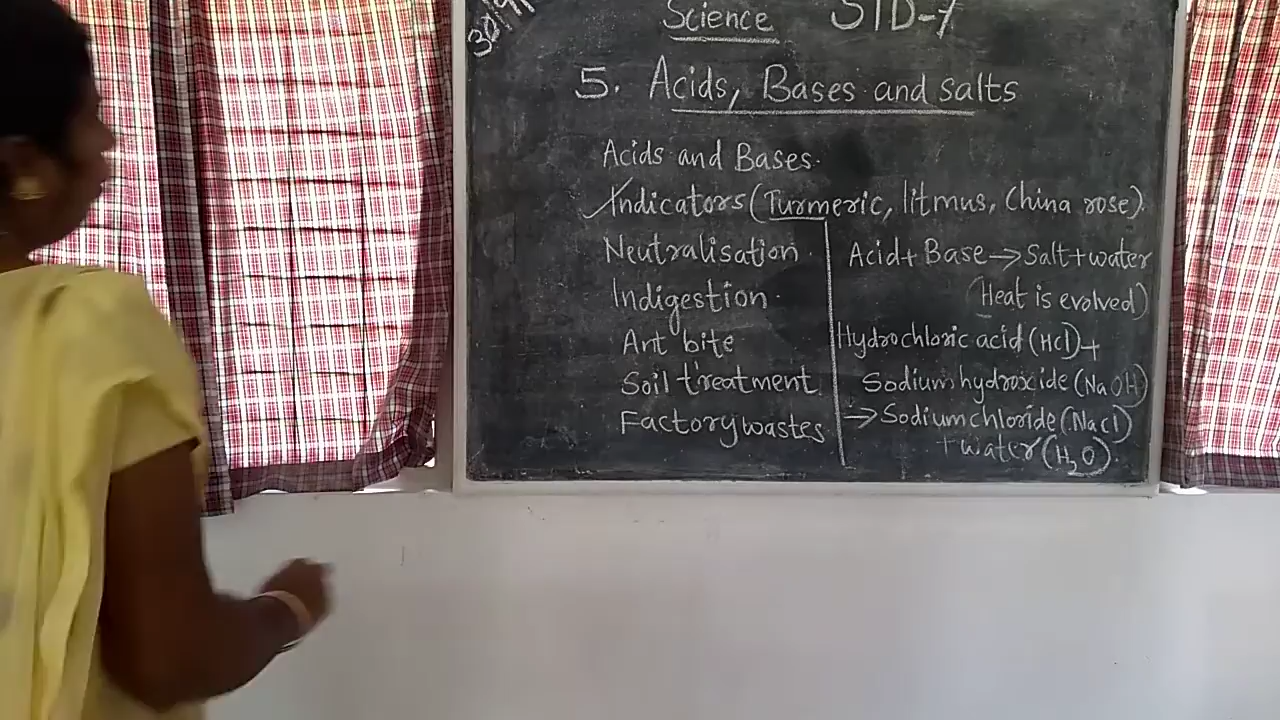 Science STD-7
5. Acids, Bases and salts
Acids and Bases.
Indicators (Turmeric, litmus, China rose).
Neutralisation.
Indigestion.
Ant bite
Soil treatment
Factory wastes
Acid + Base → Salt + water
(Heat is evolved)
Hydrochloric acid (HCl) +
Sodium hydroxide (NaOH)
→ Sodium chloride (NaCl)
+ water (H₂O).